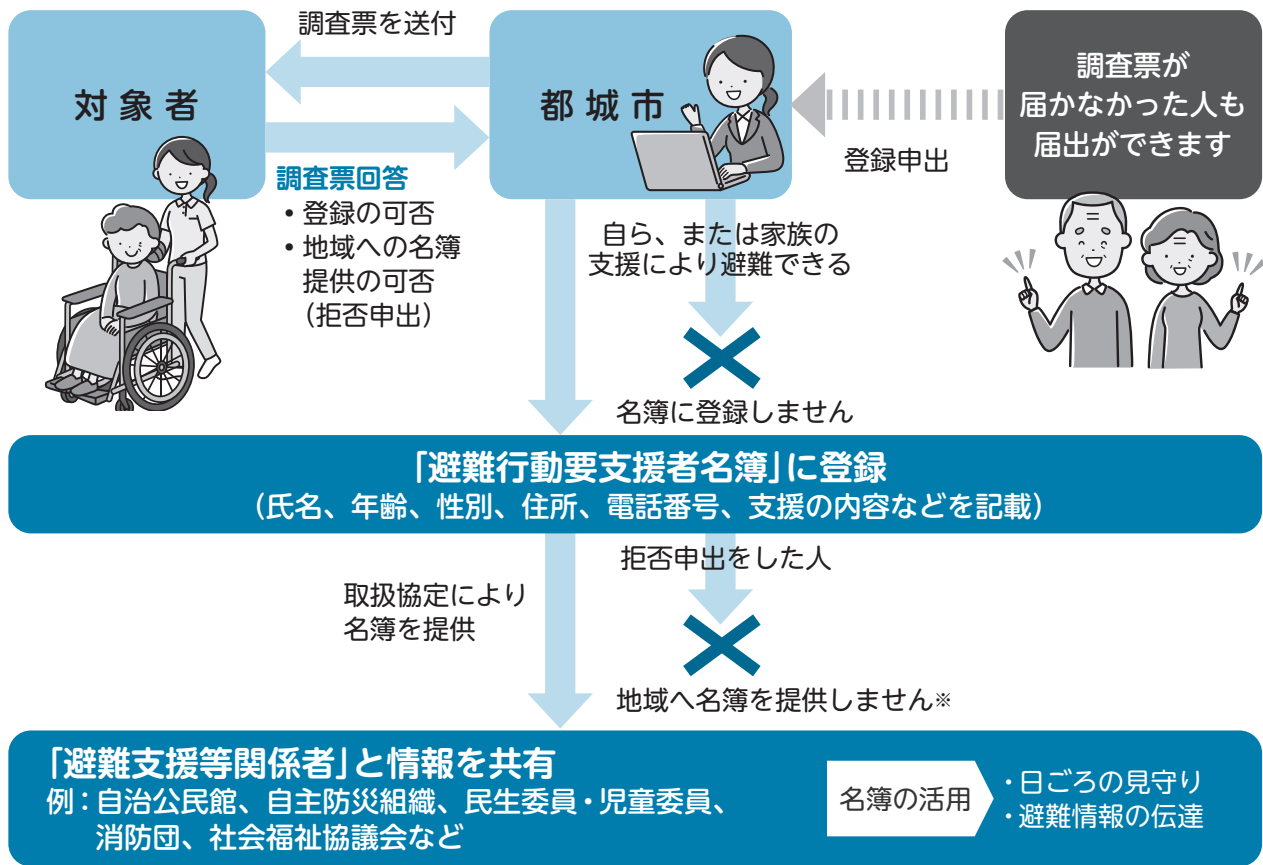 調査票を送付
対象者
都城市
調査票が
届かなかった人も
届出ができます
登録申出
調査票回答
・登録の可否
・地域への名簿
提供の可否
（拒否申出）
自ら、または家族の
支援により避難できる
名簿に登録しません
「避難行動要支援者名簿」に登録
（氏名、年齢、性別、住所、電話番号、支援の内容などを記載）
取扱協定により
名簿を提供
拒否申出をした人
地域へ名簿を提供しません※
「避難支援等関係者」と情報を共有
例：自治公民館、自主防災組織、民生委員・児童委員、
消防団、社会福祉協議会など
名簿の活用
・日ごろの見守り
・避難情報の伝達